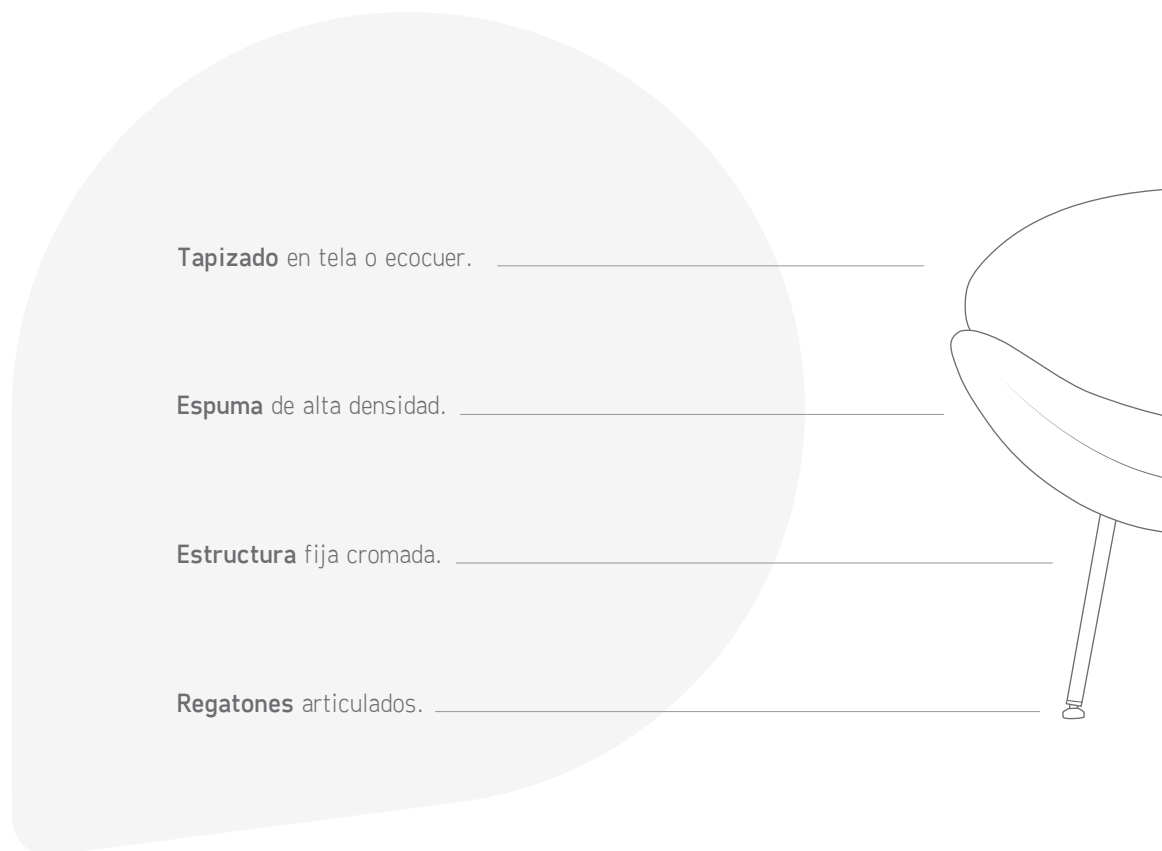 Tapizado en tela o ecocuer.
Espuma de alta densidad.
Estructura fija cromada.
Regatones articulados.